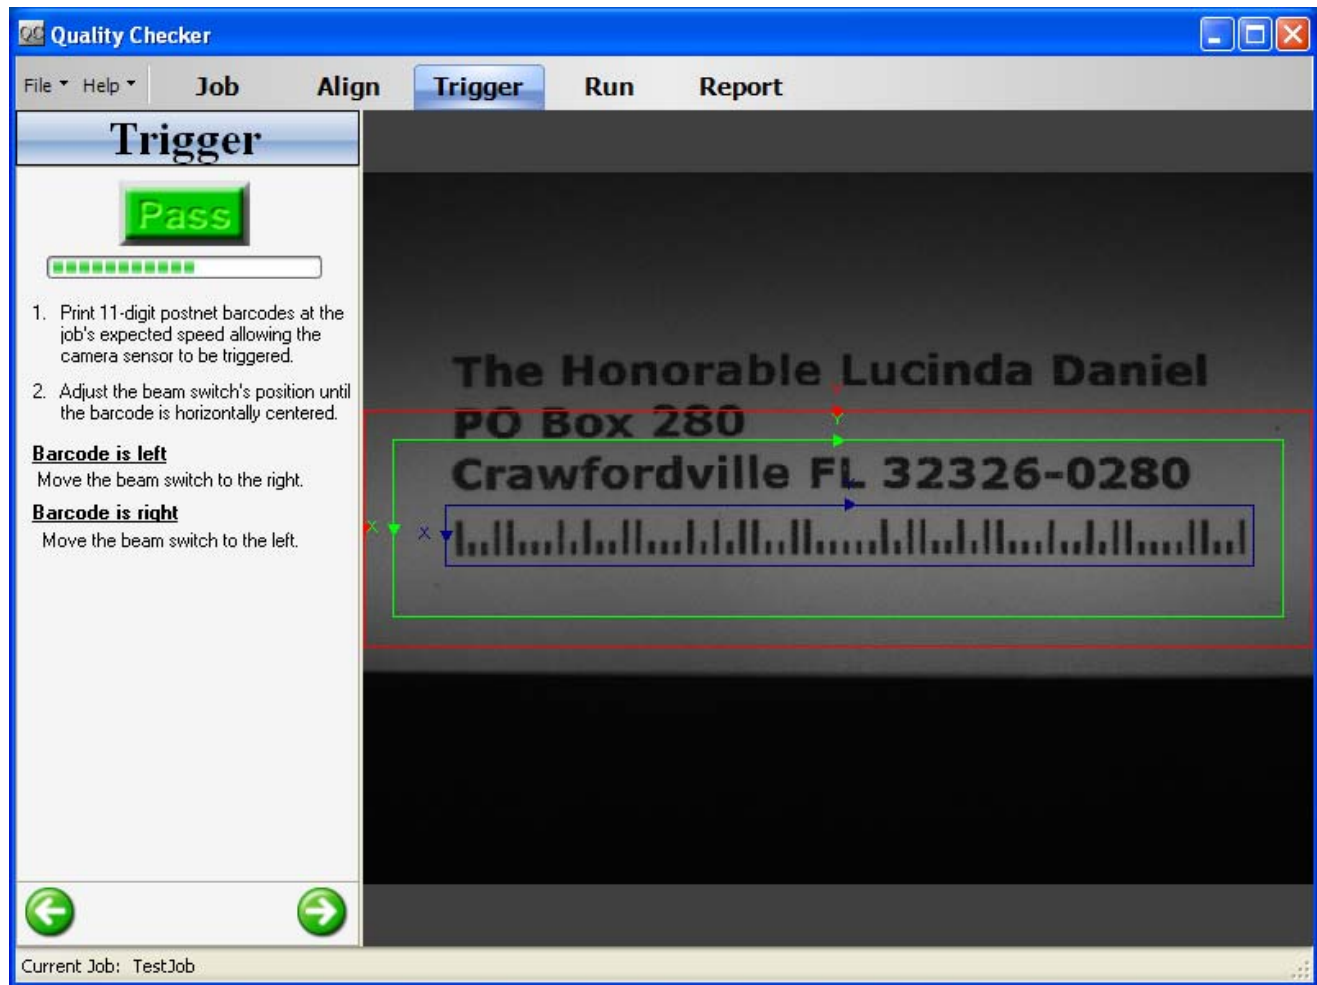 QC Quality Checker
File Help Job Align Trigger Run Report
Trigger
Pass
1. Print 11-digit postnet barcodes at the
job's expected speed allowing the
camera sensor to be triggered.
2. Adjust the beam switch's position until
the barcode is horizontally centered.
Barcode is left
Move the beam switch to the right.
Barcode is right
Move the beam switch to the left.
The Honorable Lucinda Daniel
PO Box 280
Crawfordville FL 32326-0280
Y
Y
X X
Current Job: TestJob